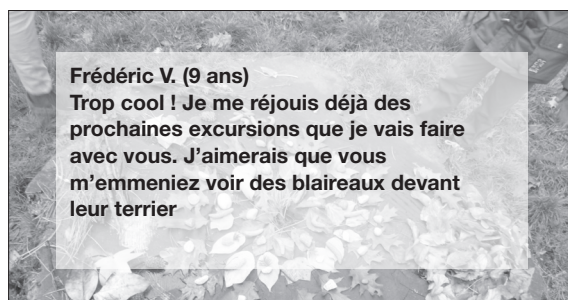 Frédéric V. (9 ans)
Trop cool ! Je me réjouis déjà des
prochaines excursions que je vais faire
avec vous. J’aimerais que vous
m’emmeniez voir des blaireaux devant
leur terrier